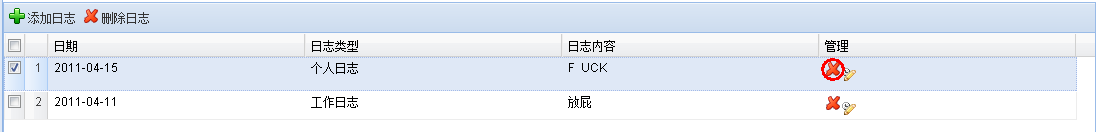 添加日志 删除日志
日期 日志类型 日志内容 管理
1 2011-04-15 个人日志 F UCK
2 2011-04-11 工作日志 放屁